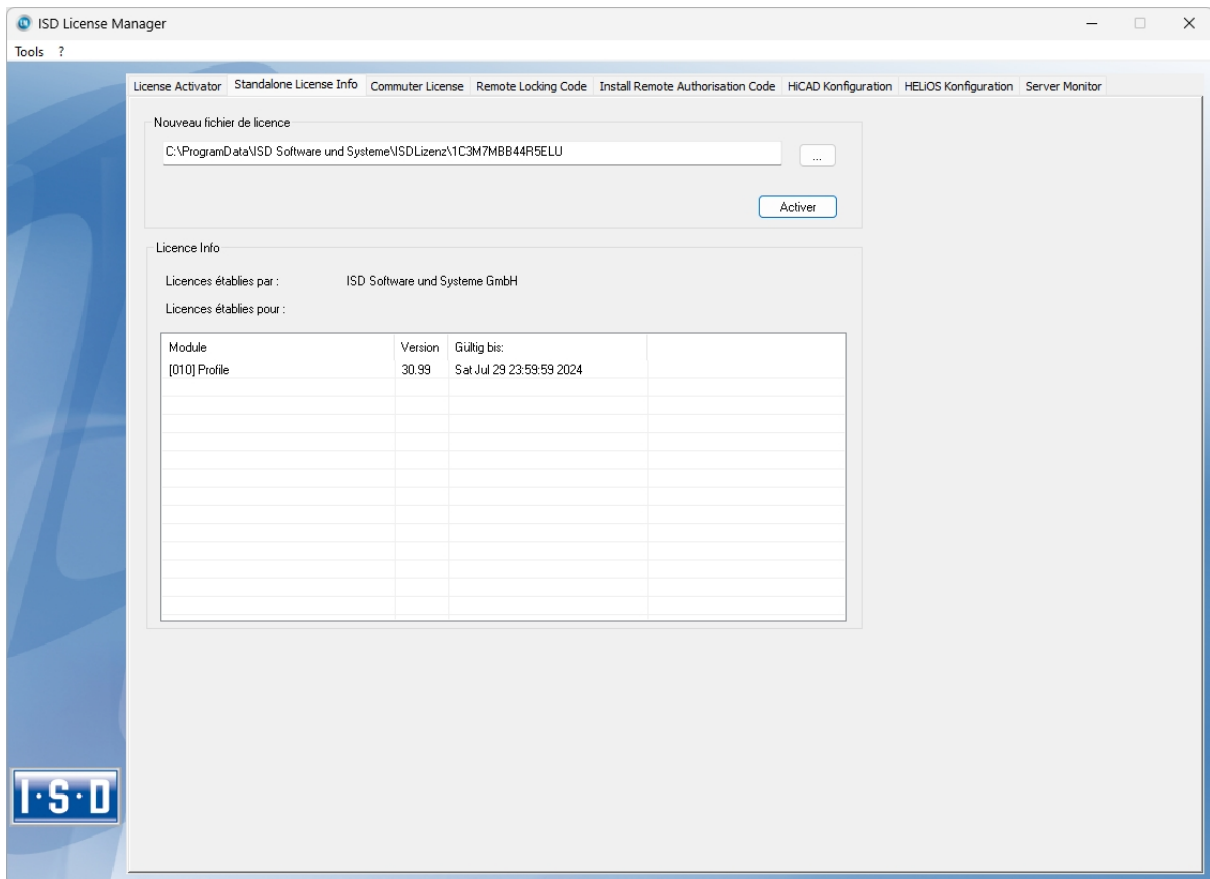 ISD License Manager
Tools ?
License Activator Standalone License Info Commuter License Remote Locking Code Install Remote Authorisation Code HiCAD Konfiguration HELiOS Konfiguration Server Monitor
Nouveau fichier de licence
C:\ProgramData\ISD Software und Systeme\ISDLizenz\1C3M7MBB44R5ELU
...
Activer
Licence Info
Licences établies par : ISD Software und Systeme GmbH
Licences établies pour :
Module Version Gültig bis:
[010] Profile 30.99 Sat Jul 29 23:59:59 2024
I·S·D